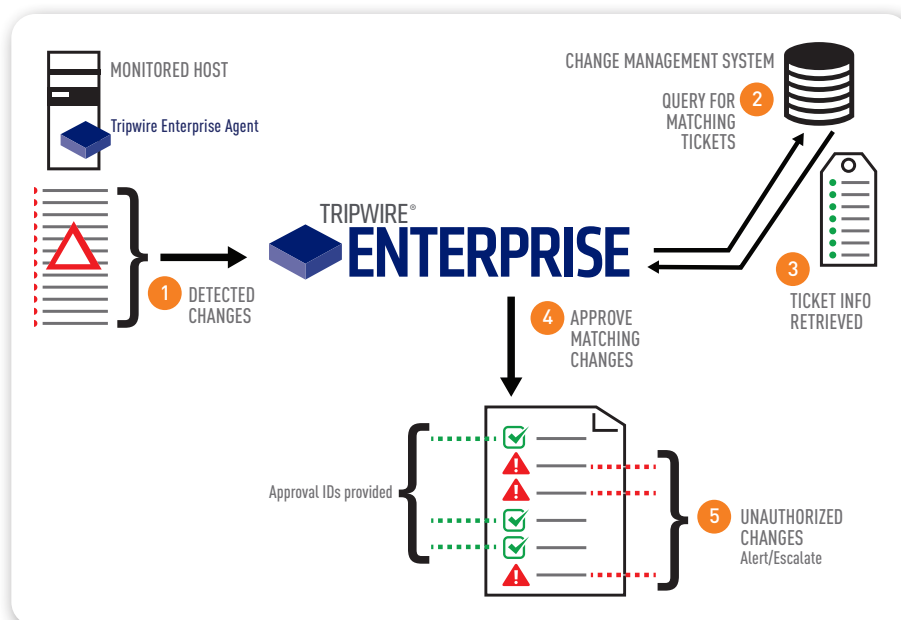 MONITORED HOST
Tripwire Enterprise Agent
CHANGE MANAGEMENT SYSTEM
2
QUERY FOR
MATCHING
TICKETS
TRIPWIRE®
ENTERPRISE
1
DETECTED
CHANGES
3
TICKET INFO
RETRIEVED
4
APPROVE
MATCHING
CHANGES
Approval IDs provided
5
UNAUTHORIZED
CHANGES
Alert/Escalate